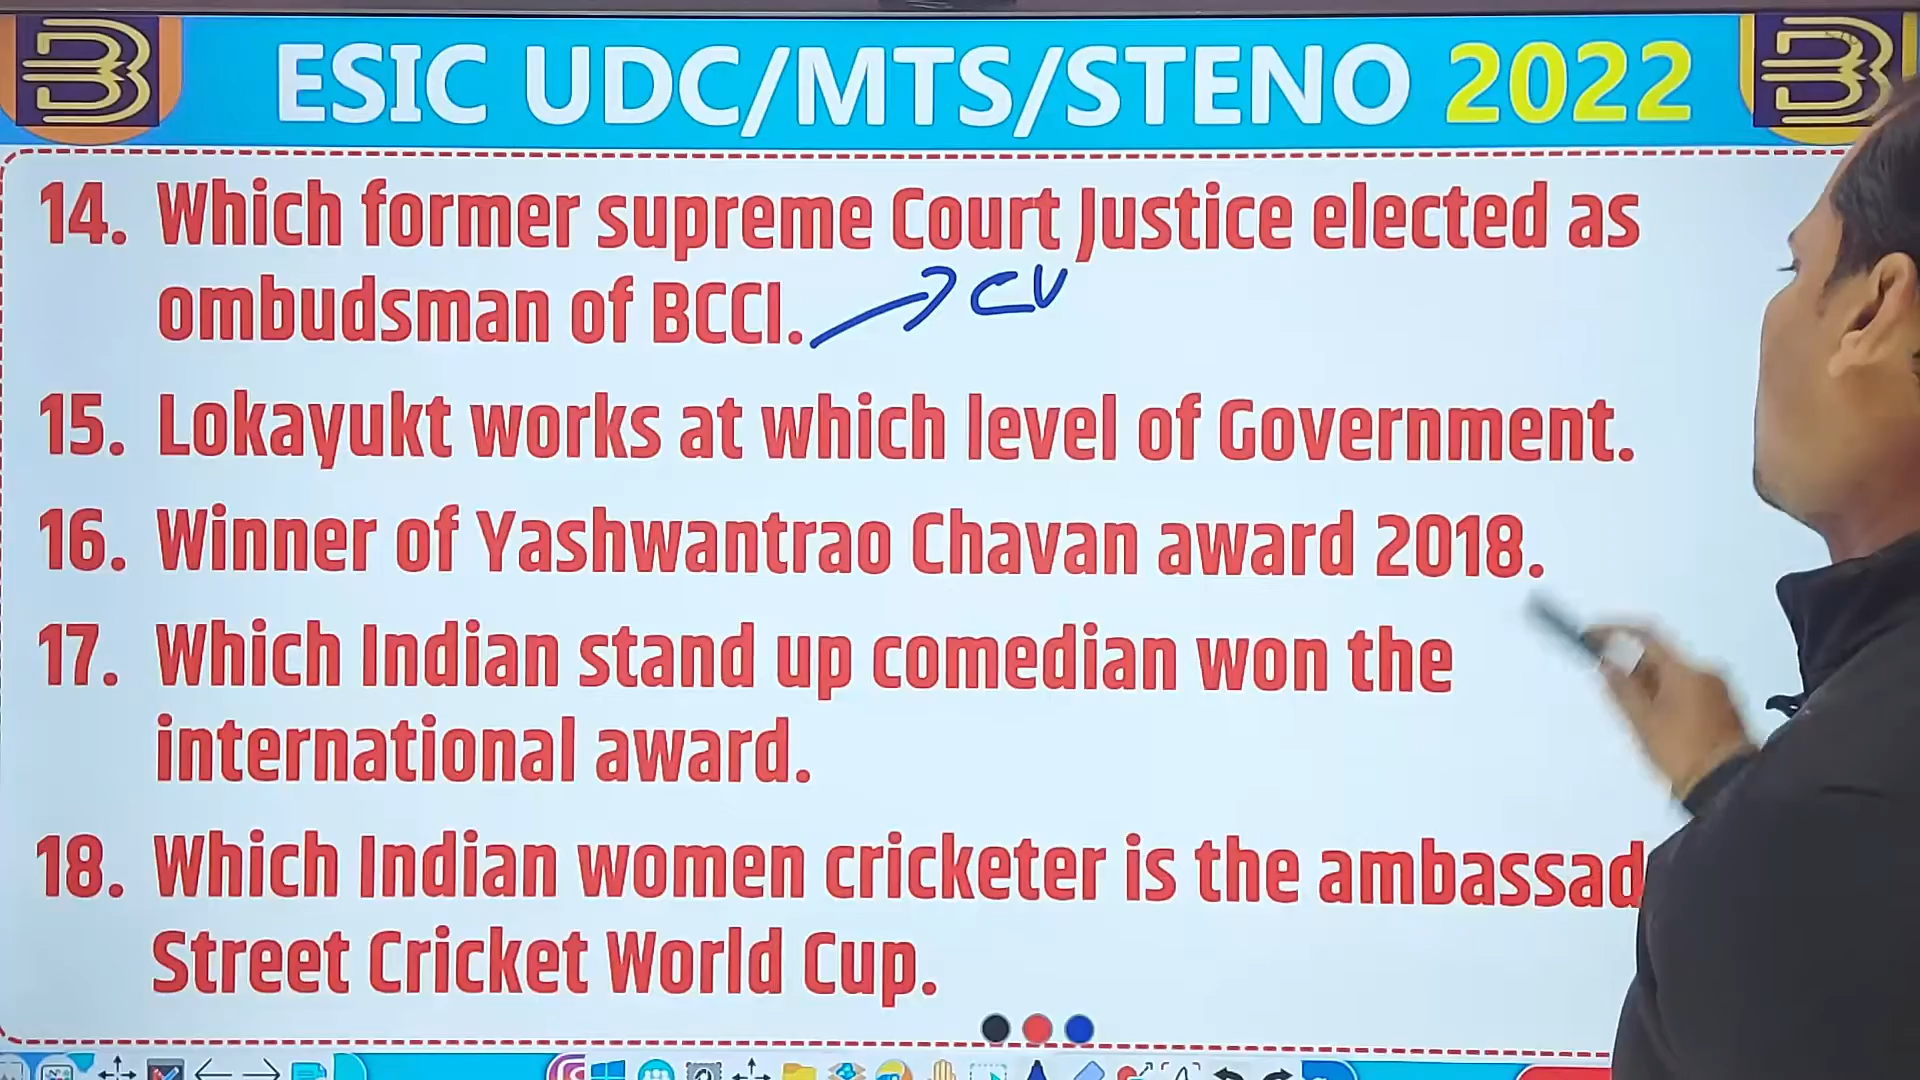 ESIC UDC/MTS/STENO 2022
14. Which former supreme Court Justice elected as
ombudsman of BCCI. CV
15. Lokayukt works at which level of Government.
16. Winner of Yashwantrao Chavan award 2018.
17. Which Indian stand up comedian won the
international award.
18. Which Indian women cricketer is the ambassad
Street Cricket World Cup.